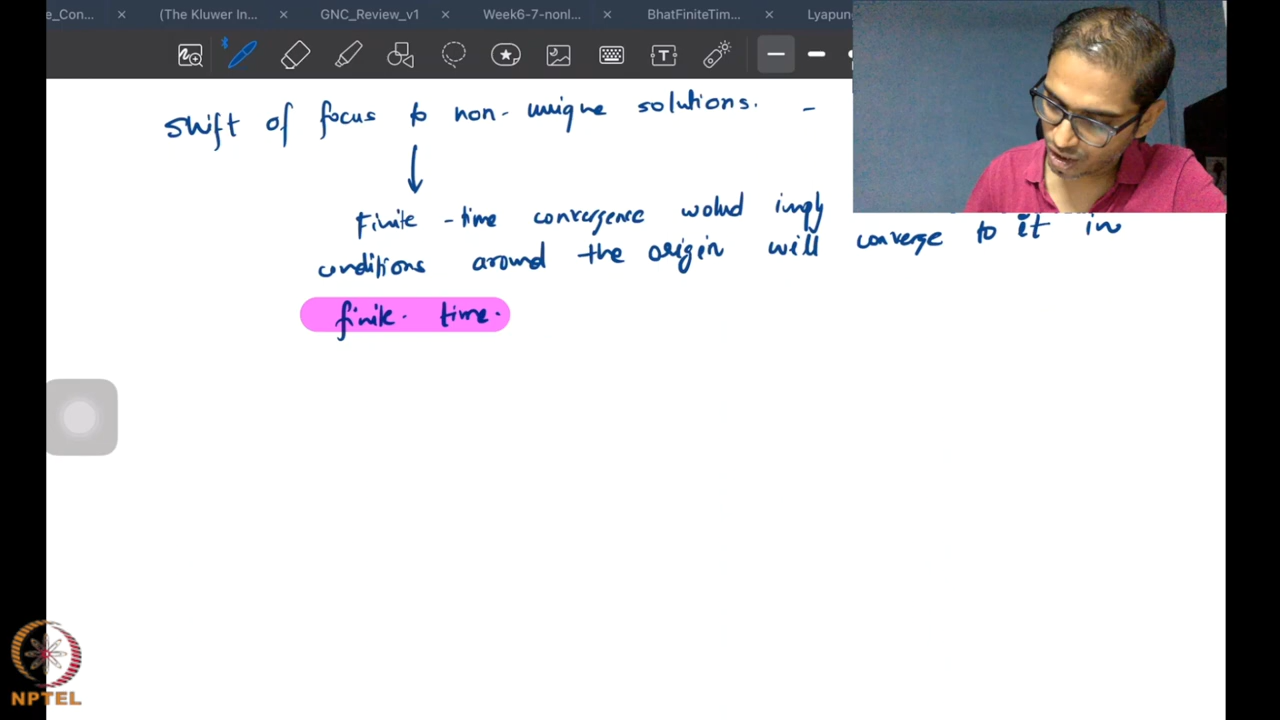 e_Con...
(The Kluwer In...
GNC_Review_v1
Week6-7-nonl...
BhatFiniteTim...
Lyapun
shift of focus to non-unique solutions. -
Finite -time convergence wolud imply
conditions around the origin will converge to it in
finite. time.
NPTEL